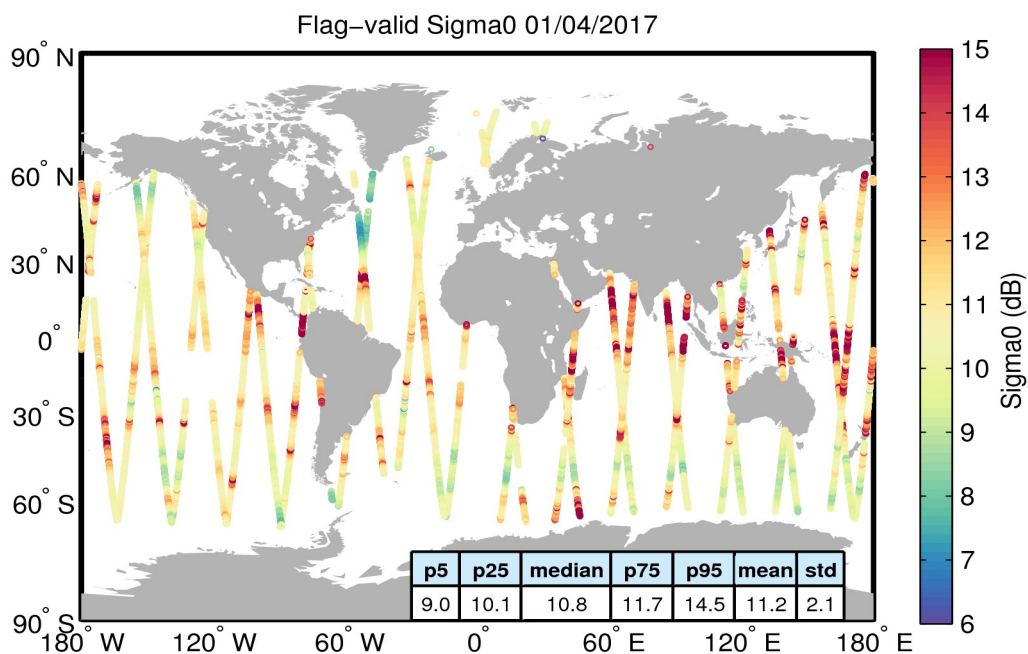 Flag−valid Sigma0 01/04/2017
90° N
60° N
30° N
0°
30° S
60° S
90° S
180° W
120° W
60° W
0°
60° E
120° E
180° E
p5 p25 median p75 p95 mean std
9.0 10.1 10.8 11.7 14.5 11.2 2.1
15
14
13
12
11
10
9
8
7
6
Sigma0 (dB)